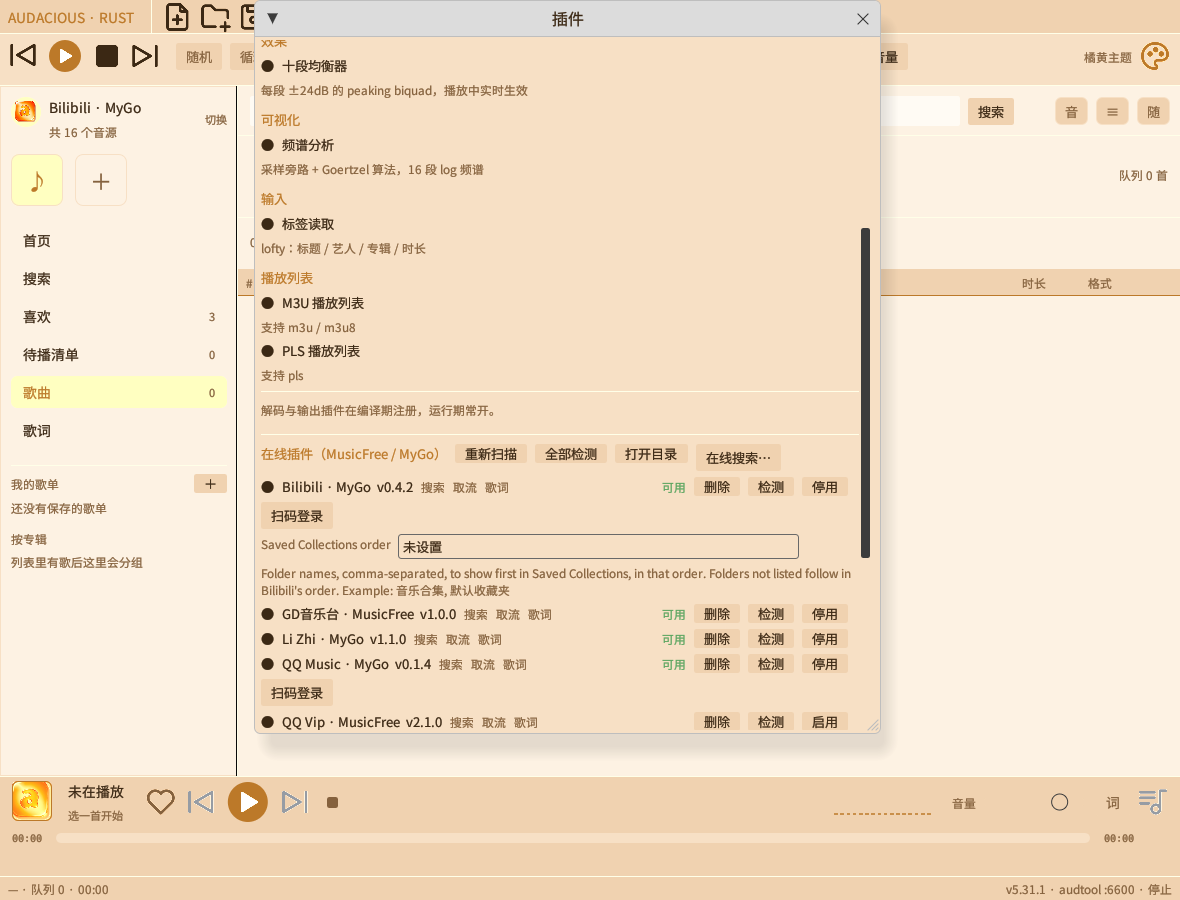 AUDACIOUS · RUST
▼ 插件
随机
音量
橘黄主题
Bilibili · MyGo
共 16 个音源
切换
首页
搜索
喜欢 3
待播清单 0
歌曲 0
歌词
我的歌单
还没有保存的歌单
按专辑
列表里有歌后这里会分组
效果
十段均衡器
每段 ±24dB 的 peaking biquad，播放中实时生效
可视化
频谱分析
采样旁路 + Goertzel 算法，16 段 log 频谱
输入
标签读取
lofty：标题 / 艺人 / 专辑 / 时长
播放列表
M3U 播放列表
支持 m3u / m3u8
PLS 播放列表
支持 pls
解码与输出插件在编译期注册，运行期常开。
在线插件（MusicFree / MyGo） 重新扫描 全部检测 打开目录 在线搜索…
Bilibili · MyGo v0.4.2 搜索 取流 歌词 可用 删除 检测 停用
扫码登录
Saved Collections order 未设置
Folder names, comma-separated, to show first in Saved Collections, in that order. Folders not listed follow in
Bilibili's order. Example: 音乐合集, 默认收藏夹
GD音乐台 · MusicFree v1.0.0 搜索 取流 歌词 可用 删除 检测 停用
Li Zhi · MyGo v1.1.0 搜索 取流 歌词 可用 删除 检测 停用
QQ Music · MyGo v0.1.4 搜索 取流 歌词 可用 删除 检测 停用
扫码登录
QQ Vip · MusicFree v2.1.0 搜索 取流 歌词 删除 检测 启用
搜索 音 ≡ 随
队列 0 首
# 时长 格式
未在播放
选一首开始
音量 词
00:00 00:00
— · 队列 0 · 00:00 v5.31.1 · audtool :6600 · 停止